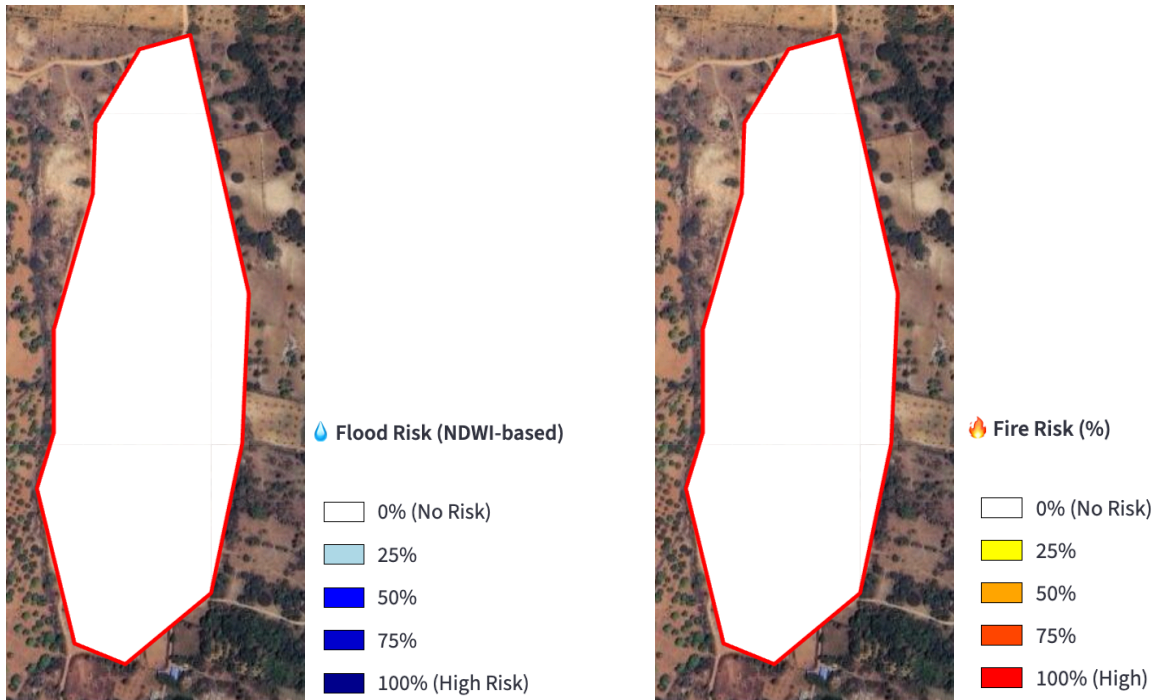 💧 Flood Risk (NDWI-based)
0% (No Risk)
25%
50%
75%
100% (High Risk)
🔥 Fire Risk (%)
0% (No Risk)
25%
50%
75%
100% (High)